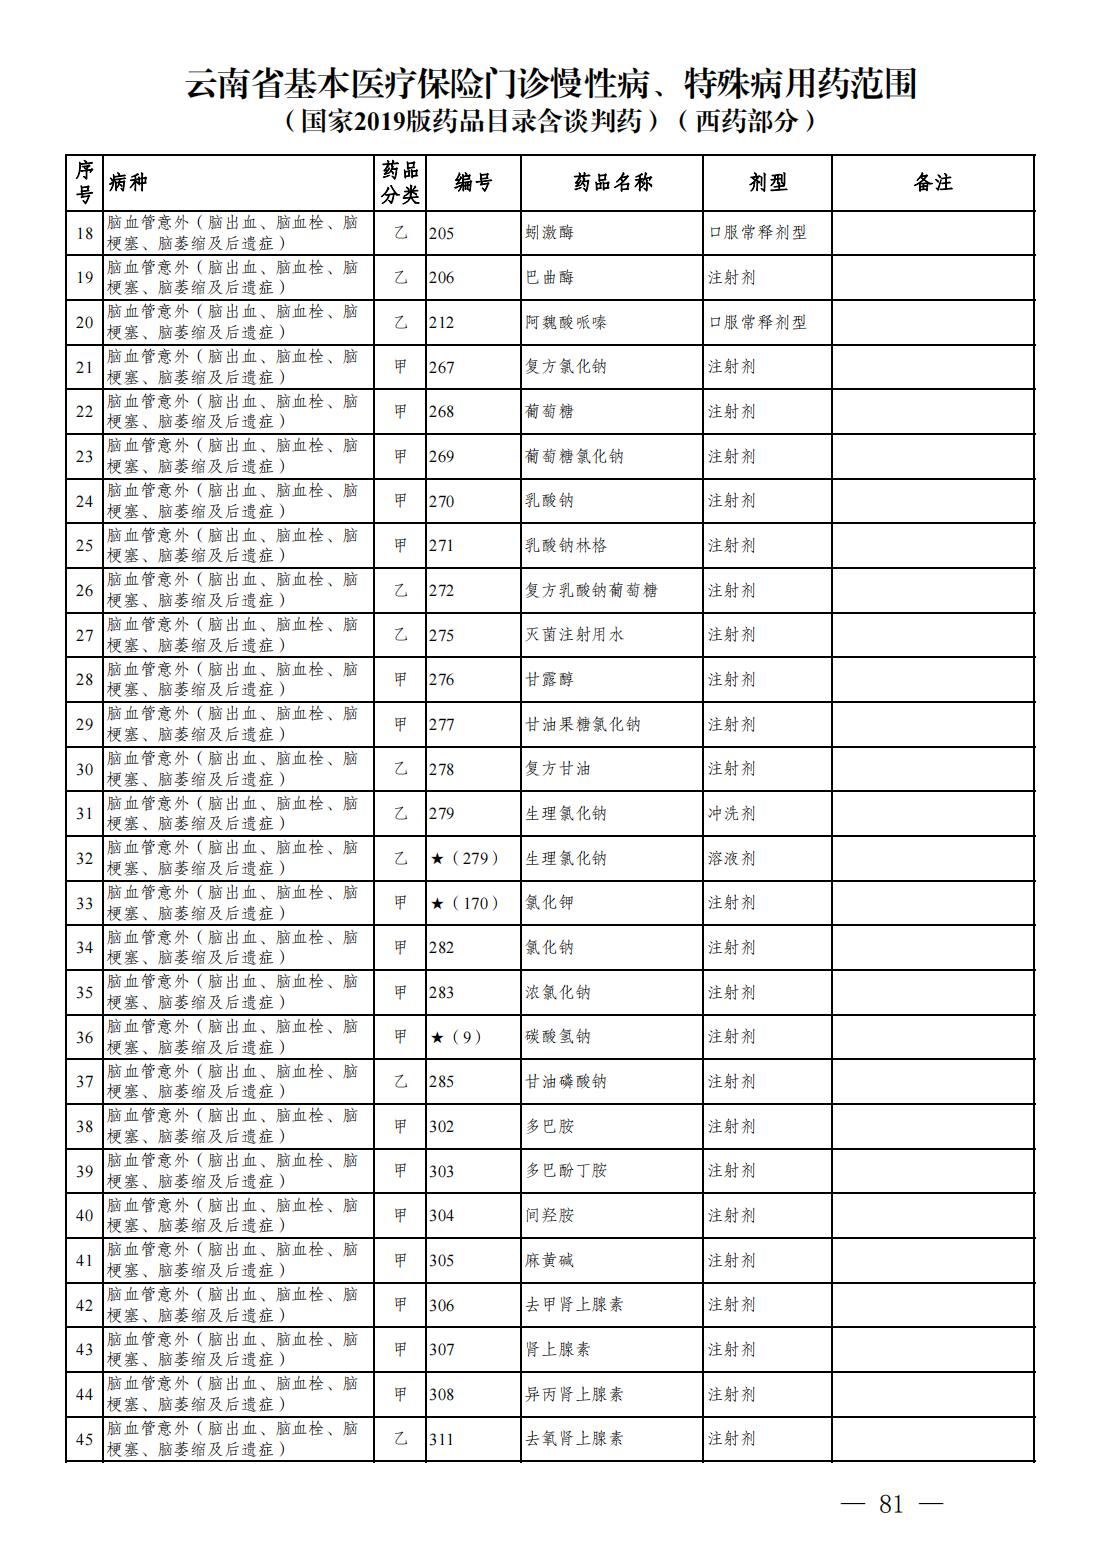 云南省基本医疗保险门诊慢性病、特殊病用药范围
（国家2019版药品目录含谈判药）（西药部分）
序号 病种 药品分类 编号 药品名称 剂型 备注
18 脑血管意外（脑出血、脑血栓、脑梗塞、脑萎缩及后遗症） 乙 205 蚓激酶 口服常释剂型
19 脑血管意外（脑出血、脑血栓、脑梗塞、脑萎缩及后遗症） 乙 206 巴曲酶 注射剂
20 脑血管意外（脑出血、脑血栓、脑梗塞、脑萎缩及后遗症） 乙 212 阿魏酸哌嗪 口服常释剂型
21 脑血管意外（脑出血、脑血栓、脑梗塞、脑萎缩及后遗症） 甲 267 复方氯化钠 注射剂
22 脑血管意外（脑出血、脑血栓、脑梗塞、脑萎缩及后遗症） 甲 268 葡萄糖 注射剂
23 脑血管意外（脑出血、脑血栓、脑梗塞、脑萎缩及后遗症） 甲 269 葡萄糖氯化钠 注射剂
24 脑血管意外（脑出血、脑血栓、脑梗塞、脑萎缩及后遗症） 甲 270 乳酸钠 注射剂
25 脑血管意外（脑出血、脑血栓、脑梗塞、脑萎缩及后遗症） 甲 271 乳酸钠林格 注射剂
26 脑血管意外（脑出血、脑血栓、脑梗塞、脑萎缩及后遗症） 乙 272 复方乳酸钠葡萄糖 注射剂
27 脑血管意外（脑出血、脑血栓、脑梗塞、脑萎缩及后遗症） 乙 275 灭菌注射用水 注射剂
28 脑血管意外（脑出血、脑血栓、脑梗塞、脑萎缩及后遗症） 甲 276 甘露醇 注射剂
29 脑血管意外（脑出血、脑血栓、脑梗塞、脑萎缩及后遗症） 甲 277 甘油果糖氯化钠 注射剂
30 脑血管意外（脑出血、脑血栓、脑梗塞、脑萎缩及后遗症） 乙 278 复方甘油 注射剂
31 脑血管意外（脑出血、脑血栓、脑梗塞、脑萎缩及后遗症） 乙 279 生理氯化钠 冲洗剂
32 脑血管意外（脑出血、脑血栓、脑梗塞、脑萎缩及后遗症） 乙 ★（279） 生理氯化钠 溶液剂
33 脑血管意外（脑出血、脑血栓、脑梗塞、脑萎缩及后遗症） 甲 ★（170） 氯化钾 注射剂
34 脑血管意外（脑出血、脑血栓、脑梗塞、脑萎缩及后遗症） 甲 282 氯化钠 注射剂
35 脑血管意外（脑出血、脑血栓、脑梗塞、脑萎缩及后遗症） 甲 283 浓氯化钠 注射剂
36 脑血管意外（脑出血、脑血栓、脑梗塞、脑萎缩及后遗症） 甲 ★（9） 碳酸氢钠 注射剂
37 脑血管意外（脑出血、脑血栓、脑梗塞、脑萎缩及后遗症） 乙 285 甘油磷酸钠 注射剂
38 脑血管意外（脑出血、脑血栓、脑梗塞、脑萎缩及后遗症） 甲 302 多巴胺 注射剂
39 脑血管意外（脑出血、脑血栓、脑梗塞、脑萎缩及后遗症） 甲 303 多巴酚丁胺 注射剂
40 脑血管意外（脑出血、脑血栓、脑梗塞、脑萎缩及后遗症） 甲 304 间羟胺 注射剂
41 脑血管意外（脑出血、脑血栓、脑梗塞、脑萎缩及后遗症） 甲 305 麻黄碱 注射剂
42 脑血管意外（脑出血、脑血栓、脑梗塞、脑萎缩及后遗症） 甲 306 去甲肾上腺素 注射剂
43 脑血管意外（脑出血、脑血栓、脑梗塞、脑萎缩及后遗症） 甲 307 肾上腺素 注射剂
44 脑血管意外（脑出血、脑血栓、脑梗塞、脑萎缩及后遗症） 甲 308 异丙肾上腺素 注射剂
45 脑血管意外（脑出血、脑血栓、脑梗塞、脑萎缩及后遗症） 乙 311 去氧肾上腺素 注射剂
— 81 —